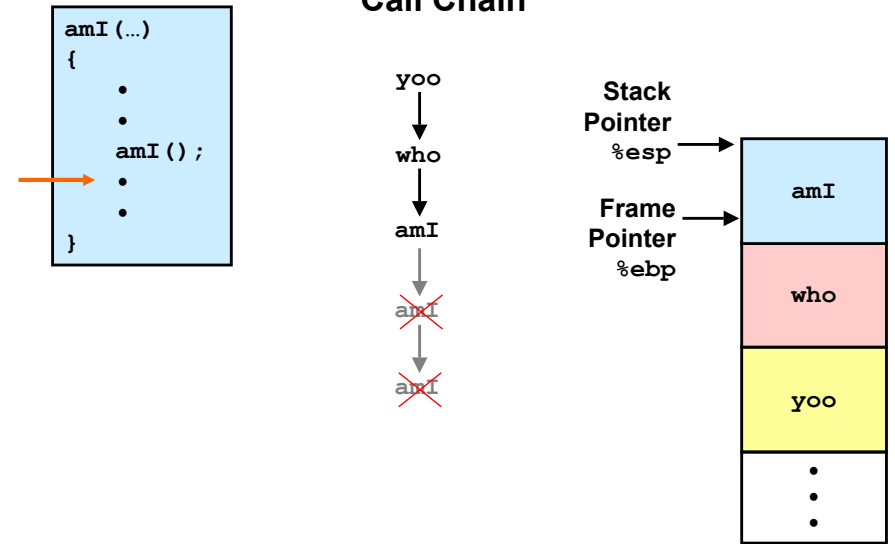 Call Chain
amI(…)
{
•
•
amI();
•
•
}
yoo
who
amI
amI
amI
Stack
Pointer
%esp
Frame
Pointer
%ebp
amI
who
yoo
•
•
•